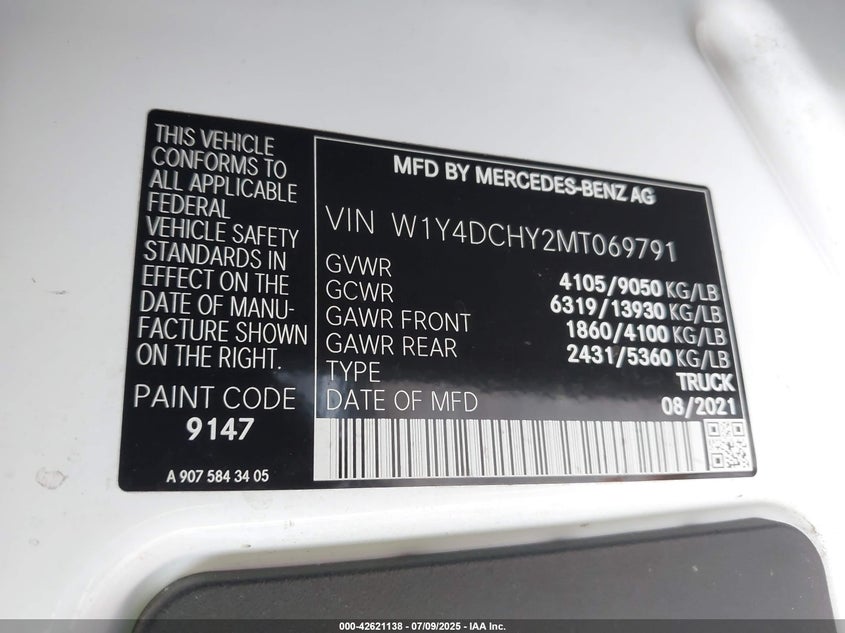 THIS VEHICLE
CONFORMS TO
ALL APPLICABLE
FEDERAL
VEHICLE SAFETY
STANDARDS IN
EFFECT ON THE
DATE OF MANU-
FACTURE SHOWN
ON THE RIGHT.
PAINT CODE
9147
A 907 584 34 05
MFD BY MERCEDES-BENZ AG
VIN W1Y4DCHY2MT069791
GVWR 4105/9050 KG/LB
GCWR 6319/13930 KG/LB
GAWR FRONT 1860/4100 KG/LB
GAWR REAR 2431/5360 KG/LB
TYPE TRUCK
DATE OF MFD 08/2021
000-42621138 - 07/09/2025 - IAA Inc.